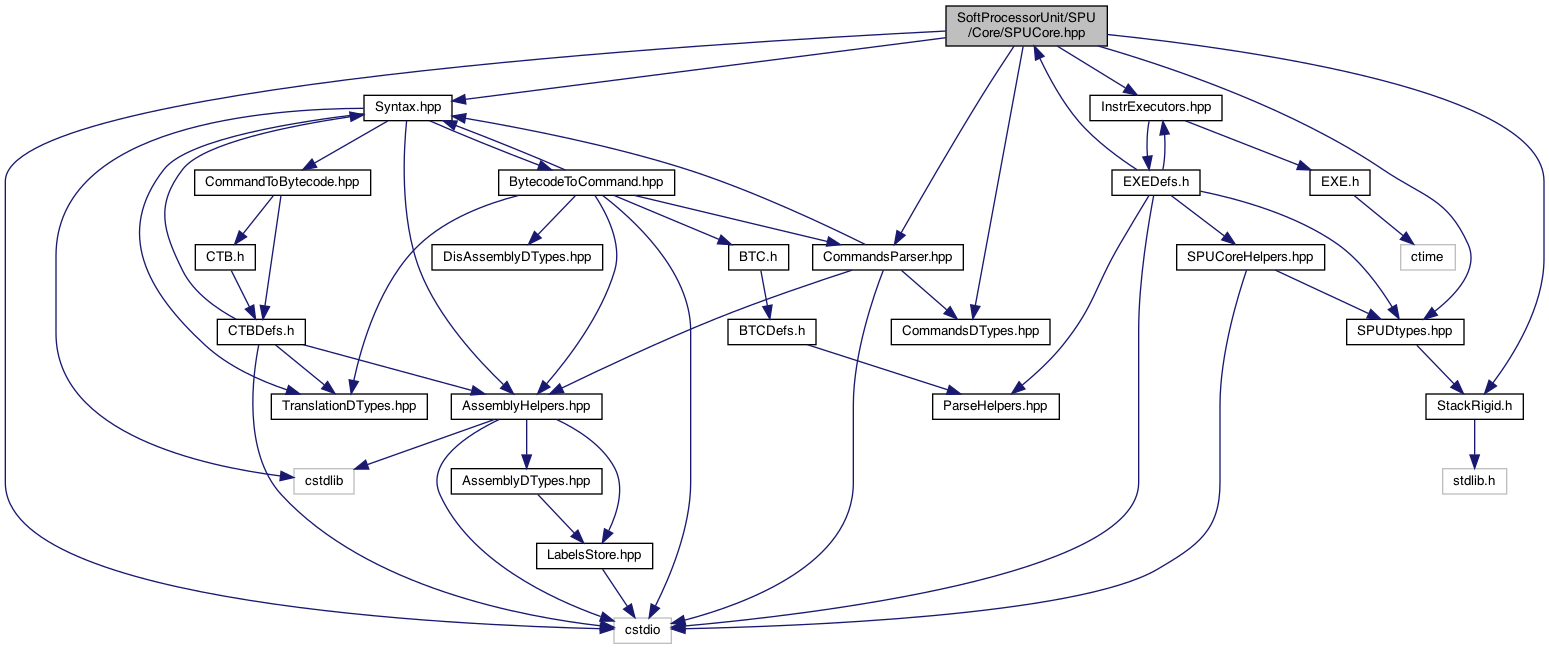 SoftProcessorUnit/SPU
/Core/SPUCore.hpp
Syntax.hpp
InstrExecutors.hpp
CommandToBytecode.hpp
BytecodeToCommand.hpp
EXEDefs.h
EXE.h
CTB.h
DisAssemblyDTypes.hpp
BTC.h
CommandsParser.hpp
SPUCoreHelpers.hpp
ctime
CTBDefs.h
BTCDefs.h
CommandsDTypes.hpp
SPUDtypes.hpp
TranslationDTypes.hpp
AssemblyHelpers.hpp
ParseHelpers.hpp
StackRigid.h
cstdlib
AssemblyDTypes.hpp
stdlib.h
LabelsStore.hpp
cstdio